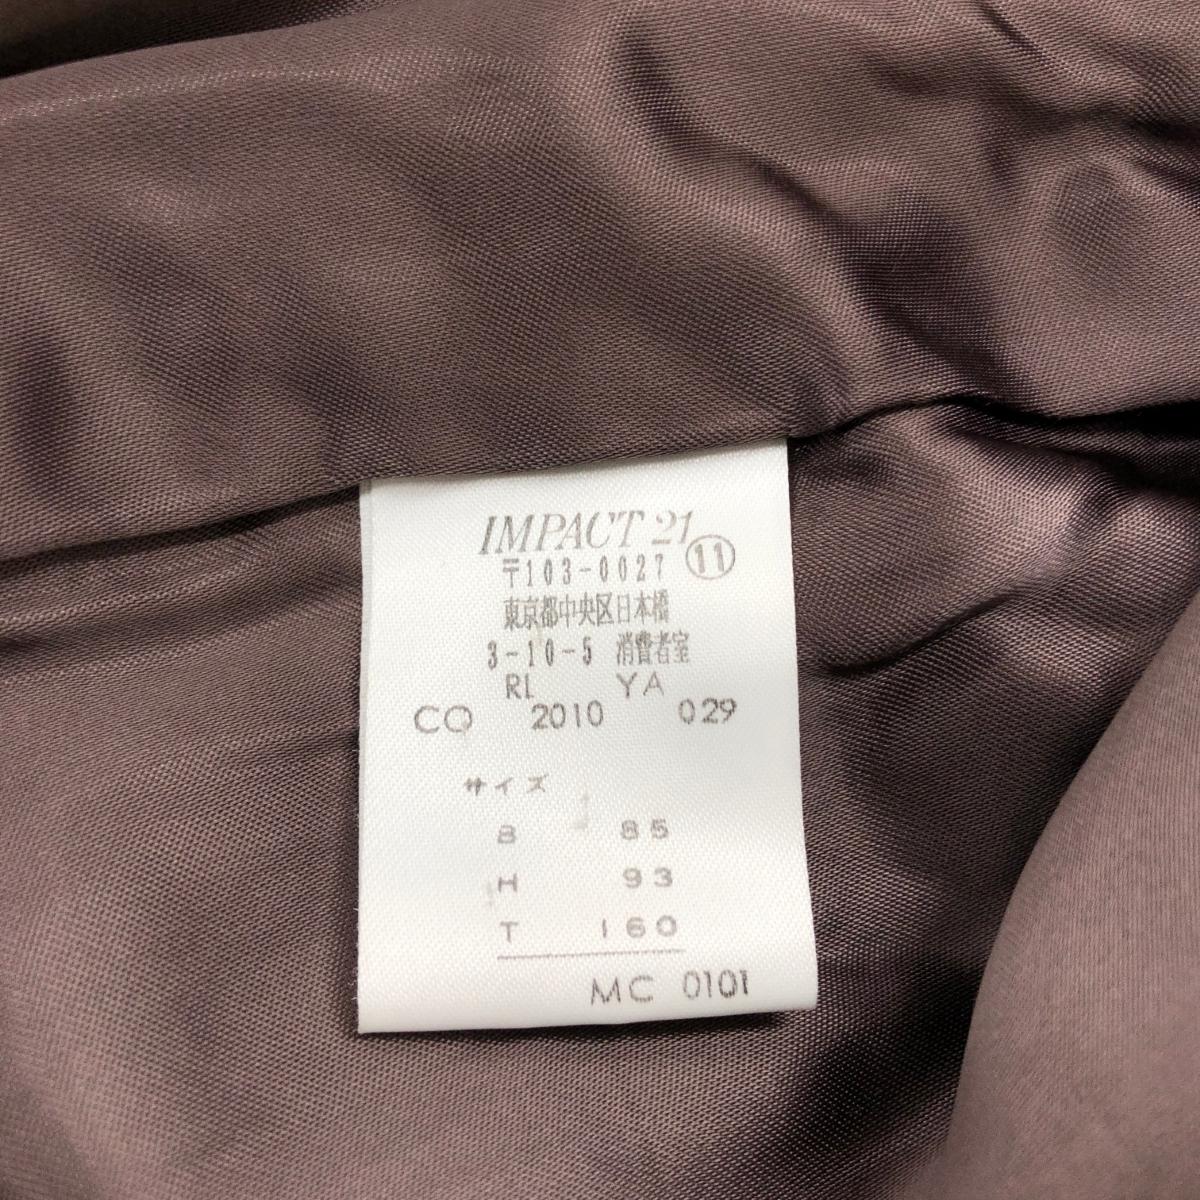 IMPACT 21
〒103-0027 ⑪
東京都中央区日本橋
3-10-5 消費者室
RL YA
CO 2010 029
サイズ
B 85
H 93
T 160
MC 0101